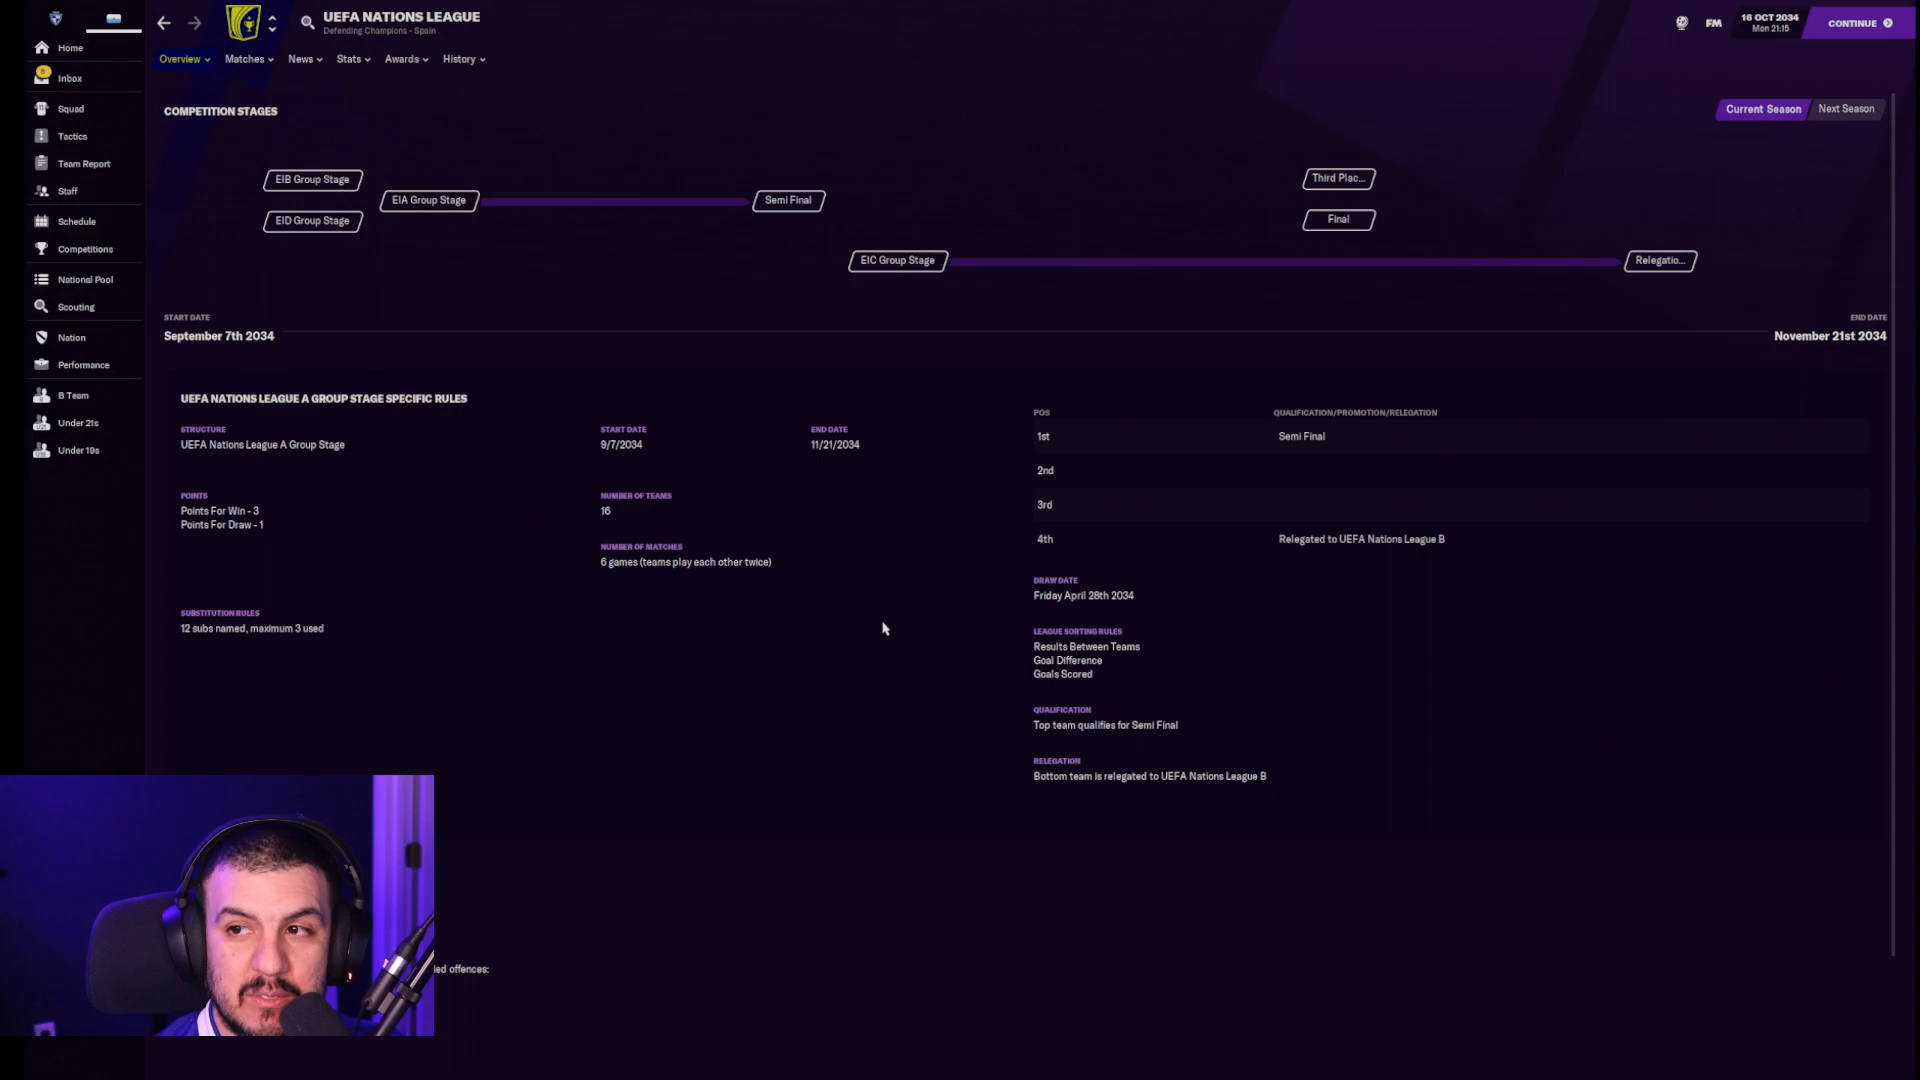 UEFA NATIONS LEAGUE
Defending Champions - Spain
FM
16 OCT 2034
Mon 21:15
CONTINUE
Home
Inbox
Squad
Tactics
Team Report
Staff
Schedule
Competitions
National Pool
Scouting
Nation
Performance
B Team
Under 21s
Under 19s
Overview
Matches
News
Stats
Awards
History
COMPETITION STAGES
Current Season
Next Season
EIB Group Stage
EID Group Stage
EIA Group Stage
Semi Final
EIC Group Stage
Third Plac...
Final
Relegatio...
START DATE
September 7th 2034
END DATE
November 21st 2034
UEFA NATIONS LEAGUE A GROUP STAGE SPECIFIC RULES
STRUCTURE
UEFA Nations League A Group Stage
START DATE
9/7/2034
END DATE
11/21/2034
POINTS
Points For Win - 3
Points For Draw - 1
NUMBER OF TEAMS
16
NUMBER OF MATCHES
6 games (teams play each other twice)
SUBSTITUTION RULES
12 subs named, maximum 3 used
POS
QUALIFICATION/PROMOTION/RELEGATION
1st
Semi Final
2nd
3rd
4th
Relegated to UEFA Nations League B
DRAW DATE
Friday April 28th 2034
LEAGUE SORTING RULES
Results Between Teams
Goal Difference
Goals Scored
QUALIFICATION
Top team qualifies for Semi Final
RELEGATION
Bottom team is relegated to UEFA Nations League B
ied offences: